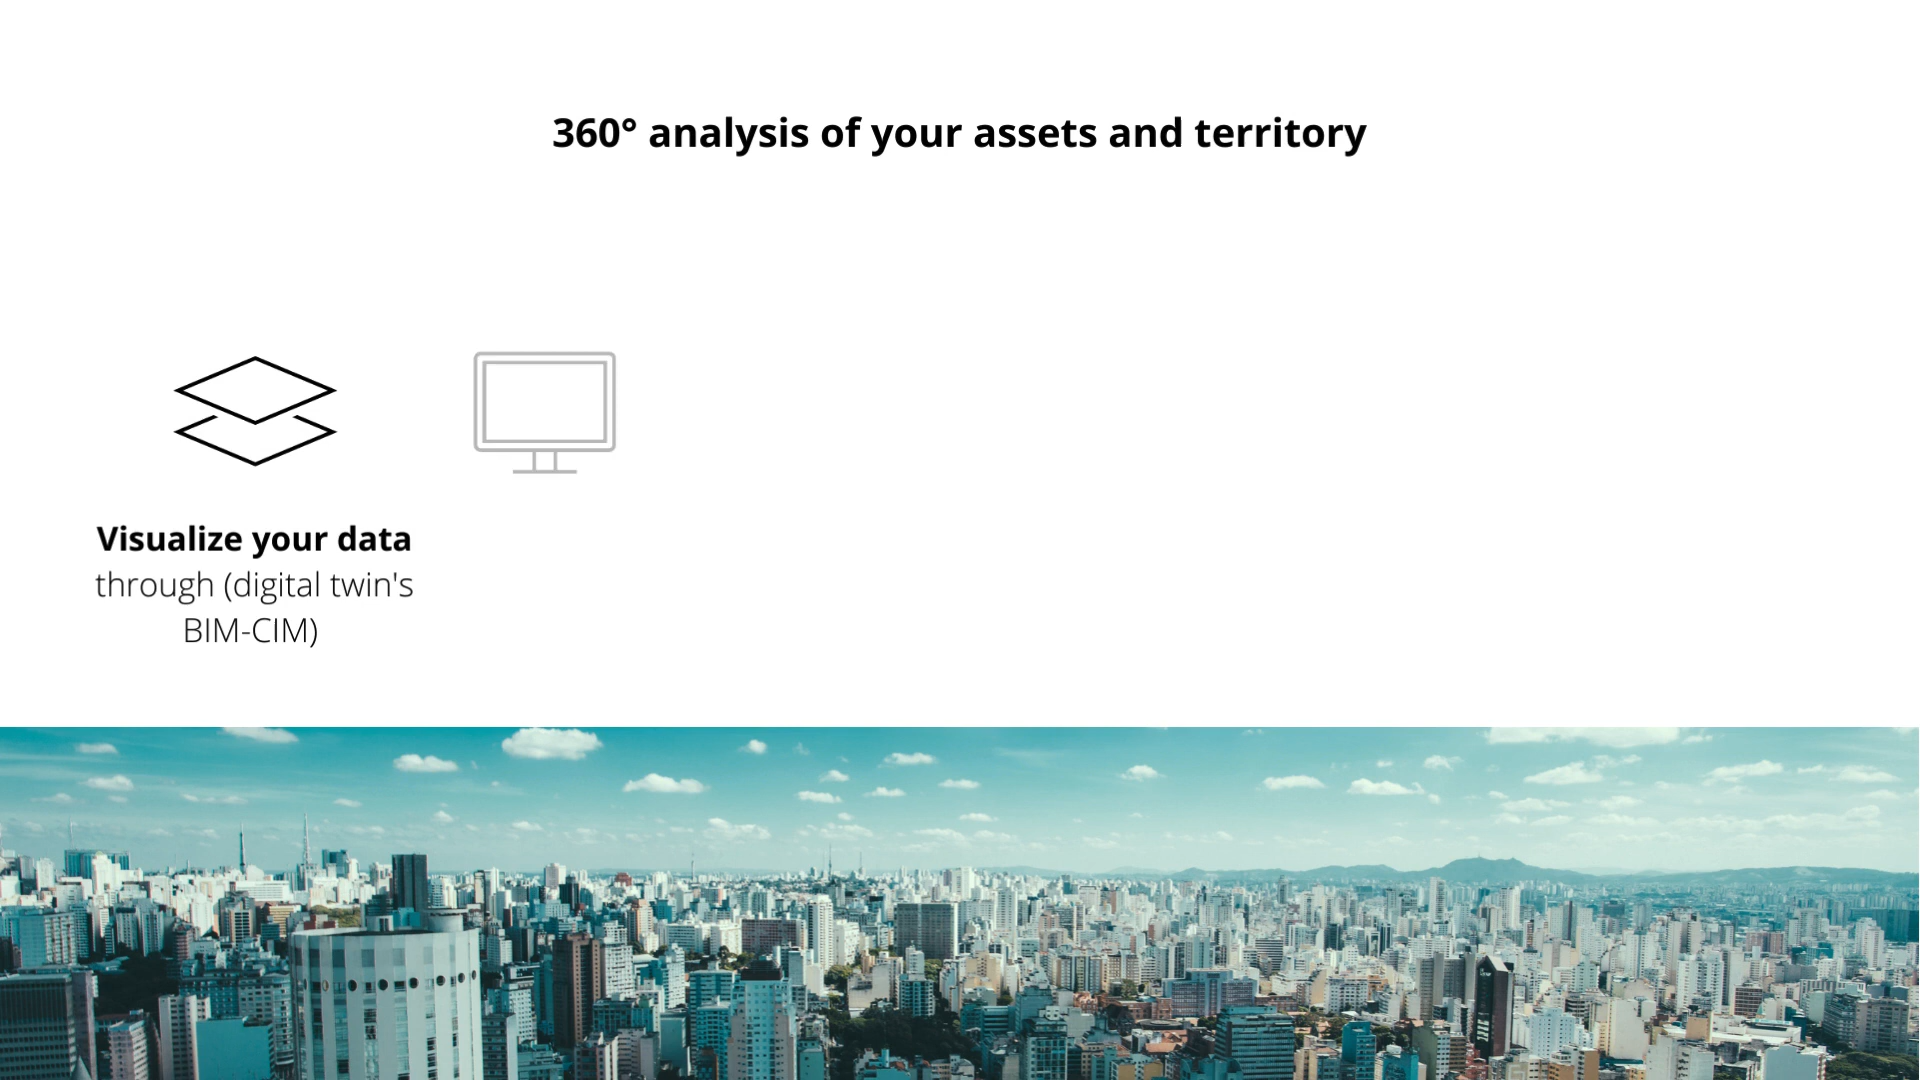 360° analysis of your assets and territory
Visualize your data
through (digital twin's
BIM-CIM)